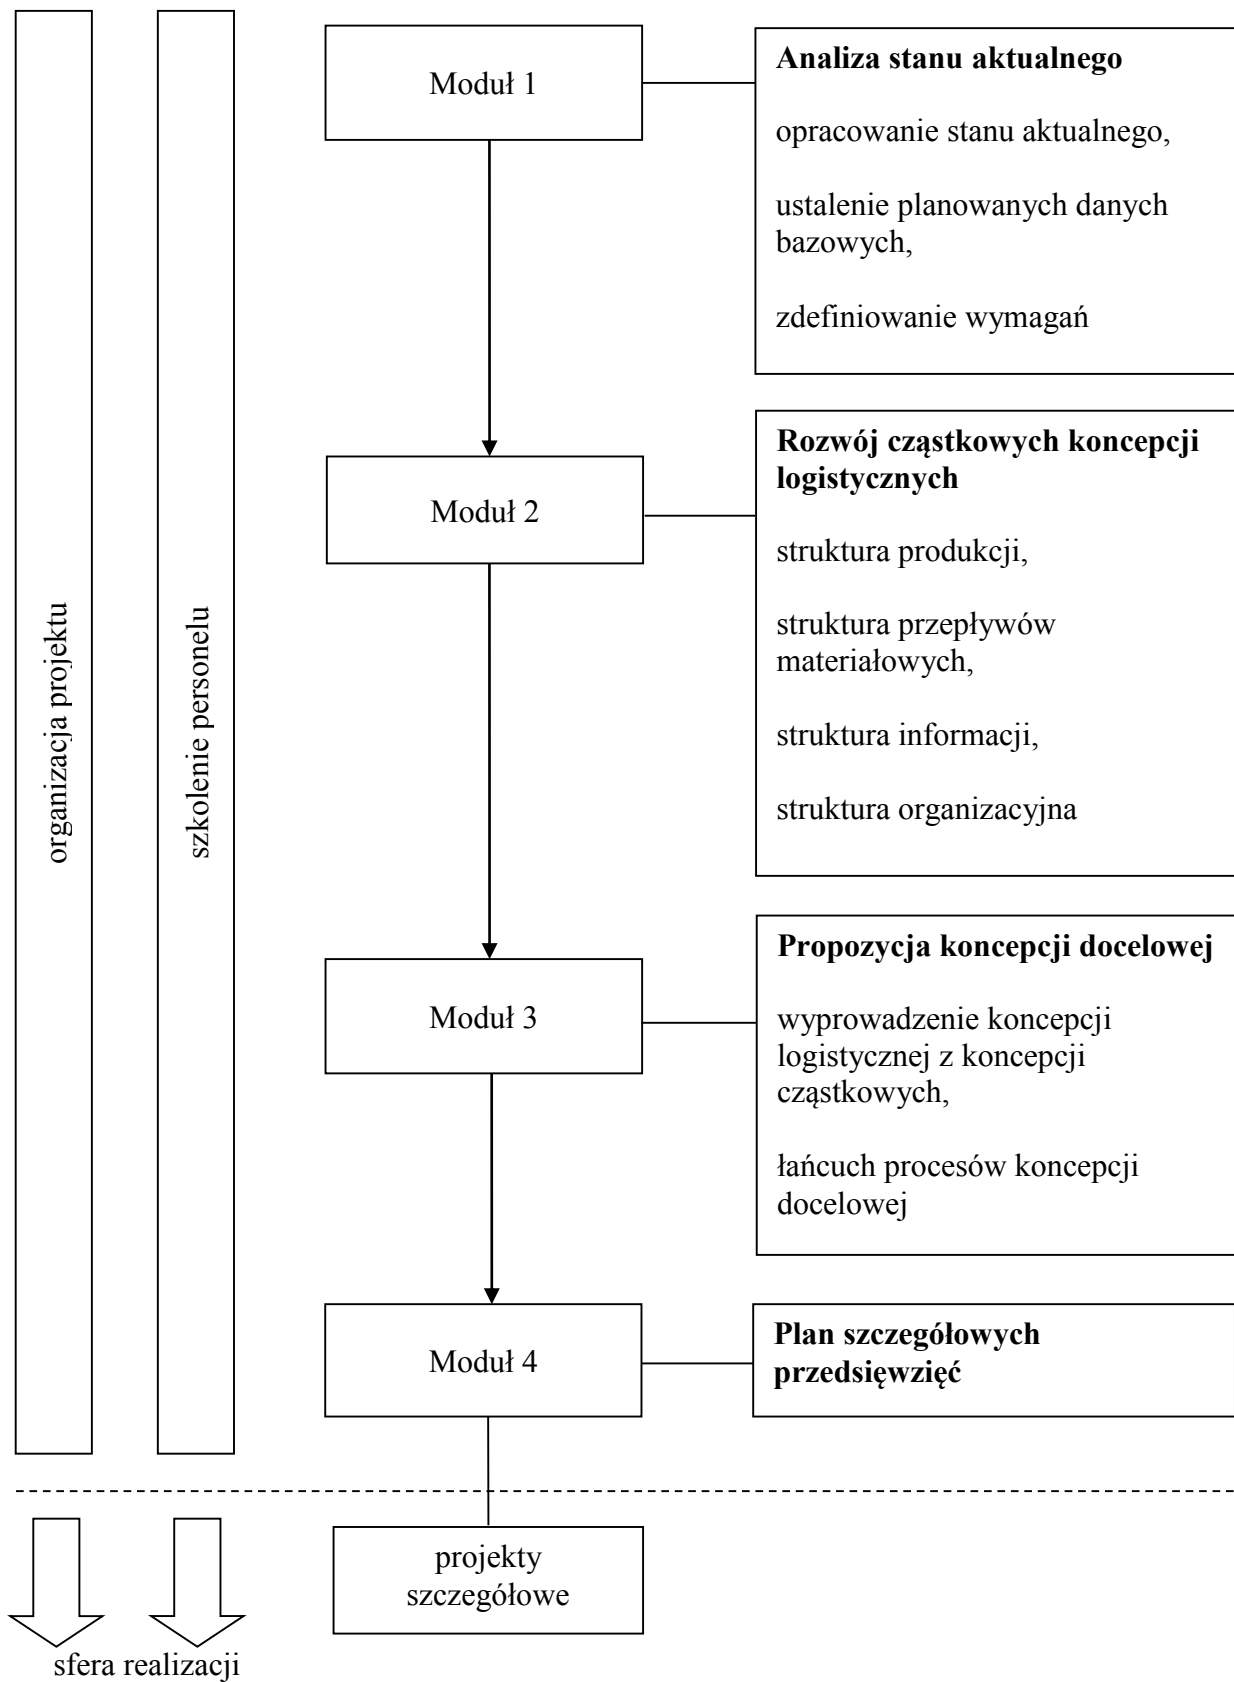 Moduł 1
Analiza stanu aktualnego
opracowanie stanu aktualnego,
ustalenie planowanych danych
bazowych,
zdefiniowanie wymagań
Moduł 2
Rozwój cząstkowych koncepcji
logistycznych
struktura produkcji,
struktura przepływów
materiałowych,
struktura informacji,
struktura organizacyjna
organizacja projektu
szkolenie personelu
Moduł 3
Propozycja koncepcji docelowej
wyprowadzenie koncepcji
logistycznej z koncepcji
cząstkowych,
łańcuch procesów koncepcji
docelowej
Moduł 4
Plan szczegółowych
przedsięwzięć
projekty
szczegółowe
sfera realizacji